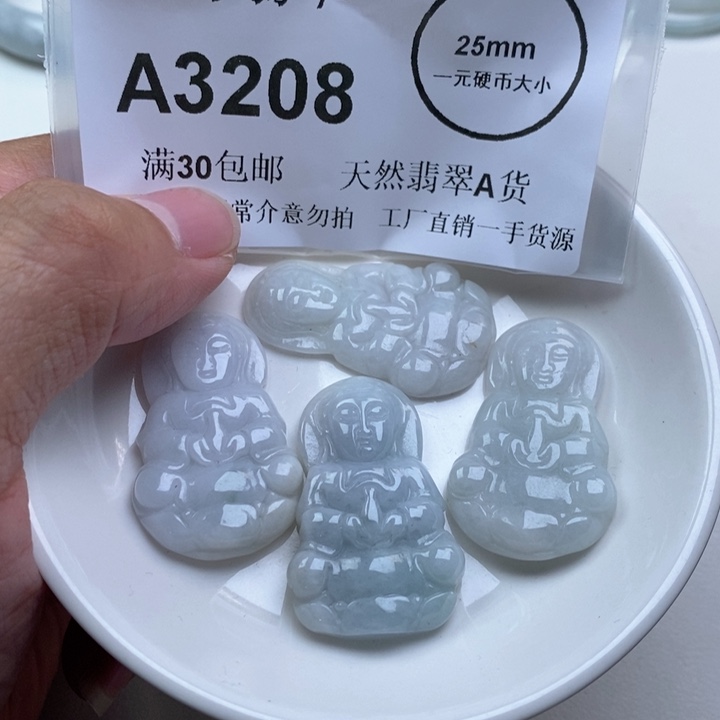 25mm
一元硬币大小
A3208
满30包邮 天然翡翠A货
常介意勿拍 工厂直销一手货源